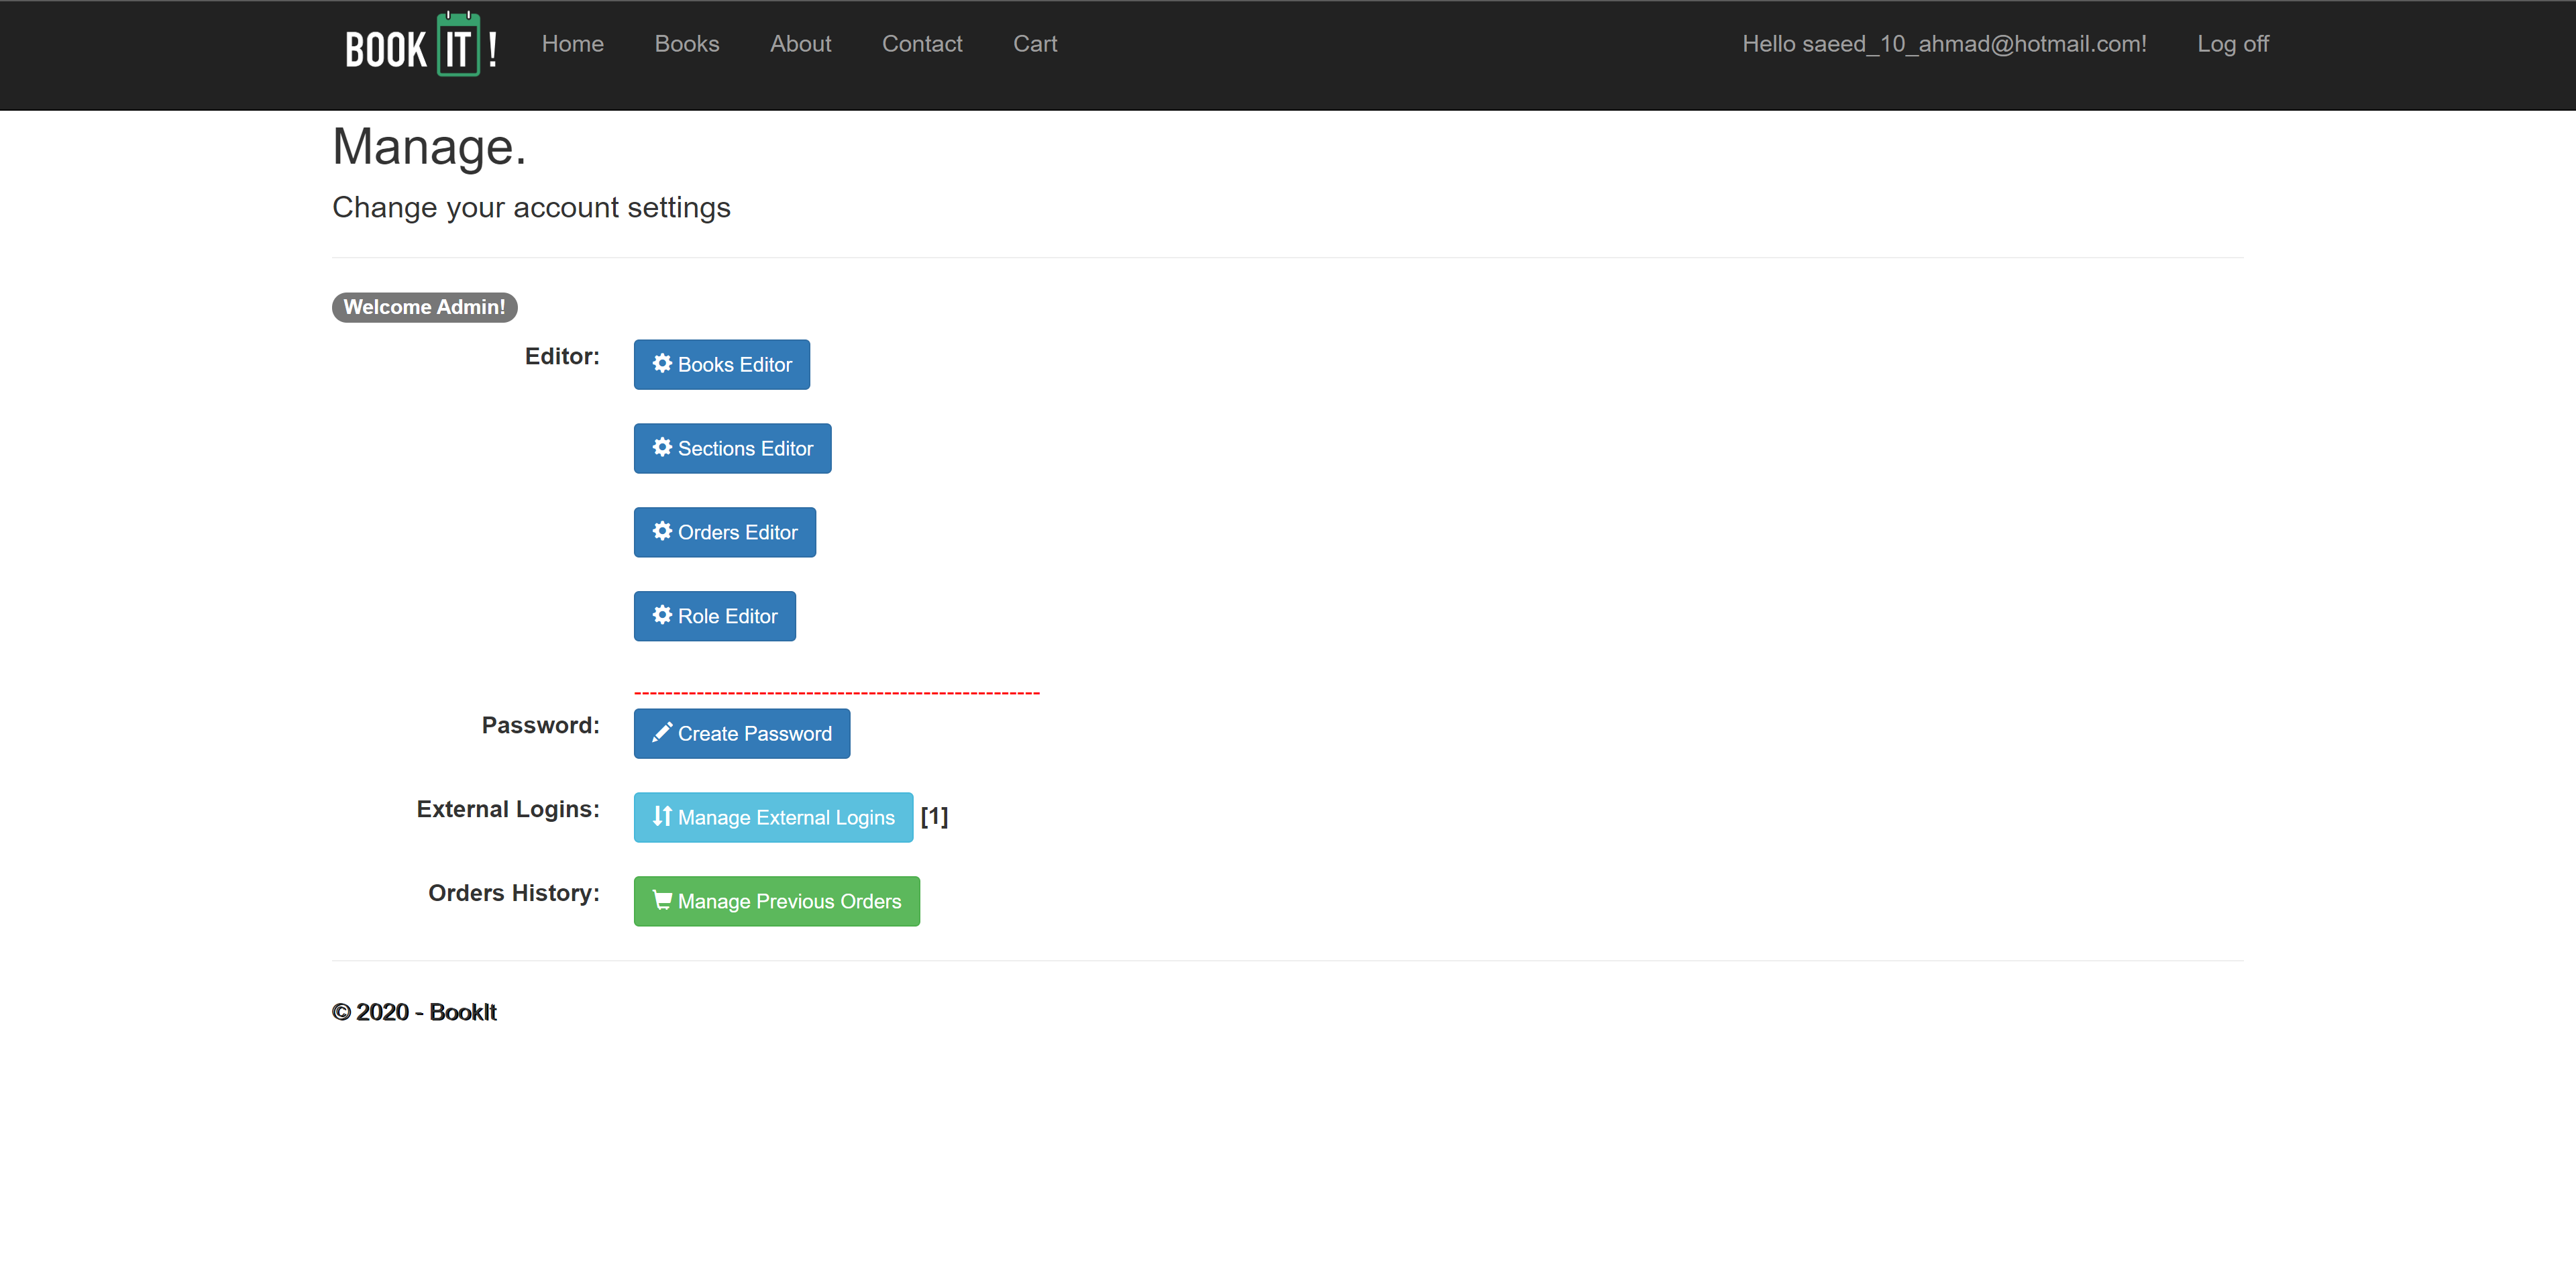 BOOK IT! Home Books About Contact Cart Hello saeed_10_ahmad@hotmail.com! Log off
Manage.
Change your account settings
Welcome Admin!
Editor: Books Editor
Sections Editor
Orders Editor
Role Editor
----------------------------------------------------
Password: Create Password
External Logins: Manage External Logins [1]
Orders History: Manage Previous Orders
© 2020 - BookIt